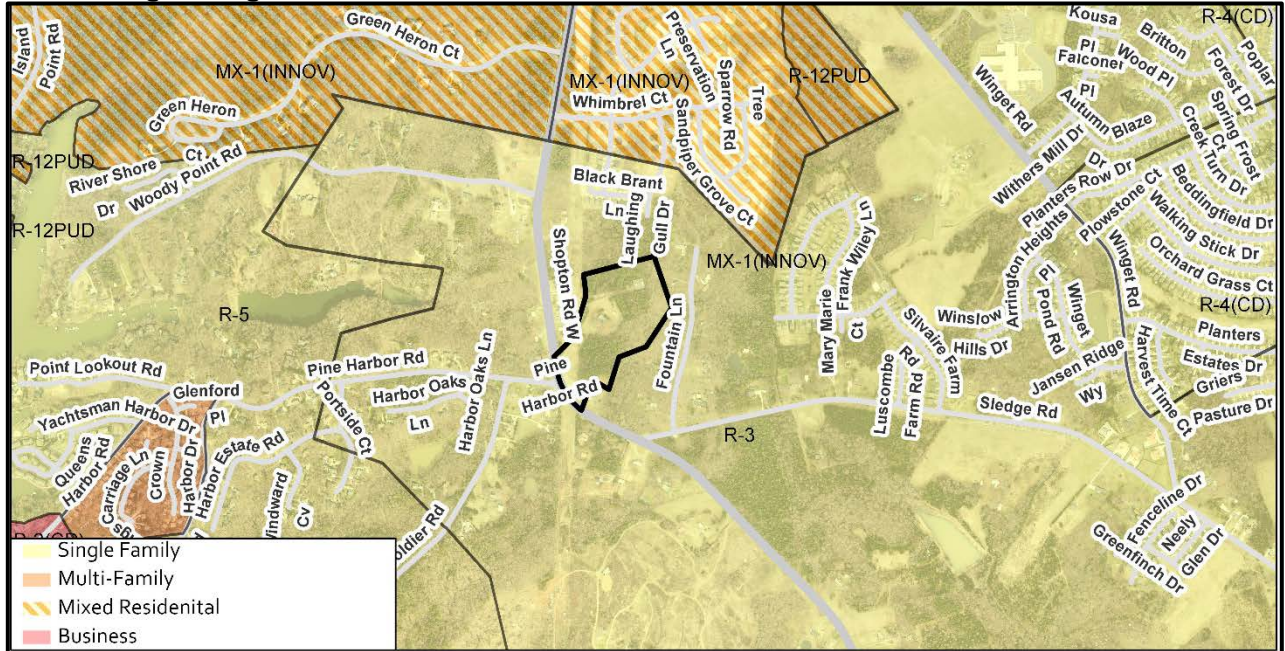 Island
Point Rd
Green Heron Ct
MX-1(INNOV)
Green Heron
R-12PUD
River Shore Ct
Dr
Woody Point Rd
R-12PUD
Preservation
Ln
MX-1(INNOV)
Whimbrel Ct
Sparrow Rd
Tree
Sandpiper Grove Ct
R-12PUD
Black Brant
Ln
Laughing
Gull Dr
Shopton Rd W
MX-1(INNOV)
Fountain Ln
Kousa
Pl
Falconer
Pl
Britton
Wood Pl
Forest Dr
Poplar
R-4(CD)
Winget Rd
Autumn Blaze
Dr
Withers Mill Dr
Spring Frost
Ct
Creek Turn Dr
Planters Row Dr
Plowstone Ct
Beddingfield Dr
Walking Stick Dr
Orchard Grass Ct
R-4(CD)
Winget Rd
Arrington Heights
Pl
Winslow
Hills Dr
Pond Rd
Winget
Frank Wiley Ln
Mary Marie
Ct
Silvaire Farm
Rd
Luscombe
Farm Rd
Jansen Ridge
Wy
Planters
Estates Dr
Griers
Pasture Dr
Harvest Time Ct
Sledge Rd
R-3
Fenceline Dr
Neely
Glen Dr
Greenfinch Dr
R-5
Point Lookout Rd
Pine Harbor Rd
Pine
Harbor Rd
Harbor Oaks
Ln
Harbor Oaks Ln
Portside Ct
Glenford
Pl
Yachtsman Harbor Dr
Queens
Harbor Rd
Carriage Ln
Crown
Harbor Dr
Harbor Estate Rd
Windward
Cv
Single Family
Multi-Family
Mixed Residenital
Business